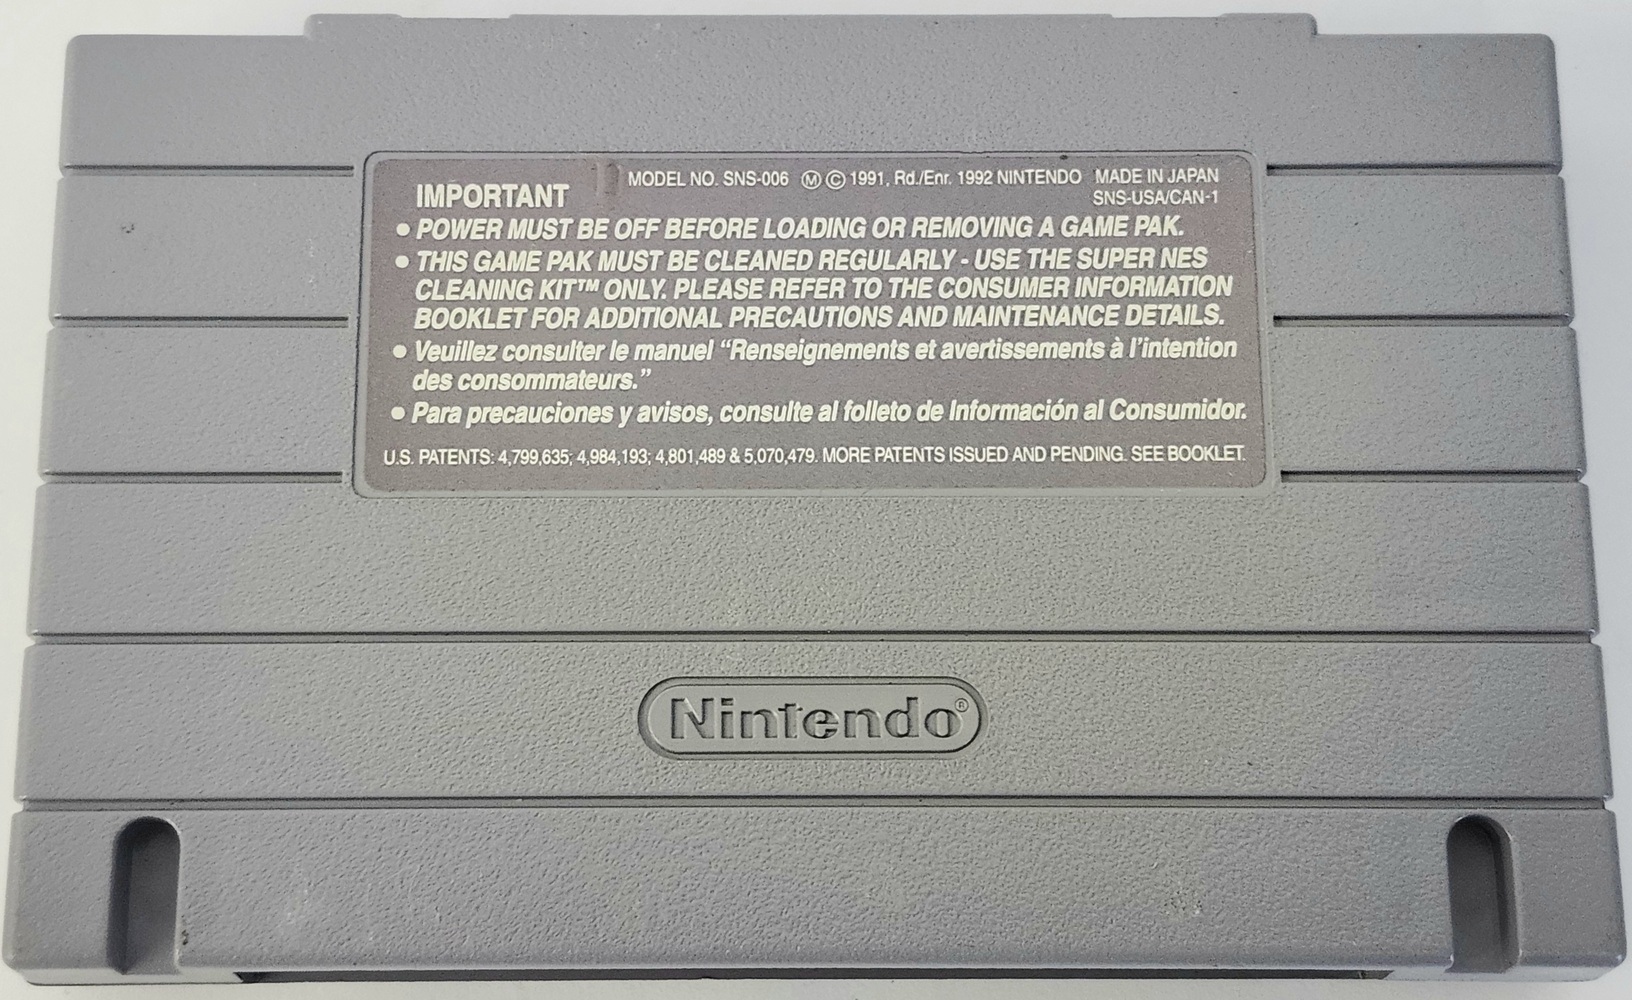 IMPORTANT MODEL NO. SNS-006 Ⓜ © 1991, Rd./Enr. 1992 NINTENDO MADE IN JAPAN
SNS-USA/CAN-1
• POWER MUST BE OFF BEFORE LOADING OR REMOVING A GAME PAK.
• THIS GAME PAK MUST BE CLEANED REGULARLY - USE THE SUPER NES
CLEANING KIT™ ONLY. PLEASE REFER TO THE CONSUMER INFORMATION
BOOKLET FOR ADDITIONAL PRECAUTIONS AND MAINTENANCE DETAILS.
• Veuillez consulter le manuel “Renseignements et avertissements à l’intention
des consommateurs.”
• Para precauciones y avisos, consulte al folleto de Información al Consumidor.
U.S. PATENTS: 4,799,635; 4,984,193; 4,801,489 & 5,070,479. MORE PATENTS ISSUED AND PENDING. SEE BOOKLET.
Nintendo®